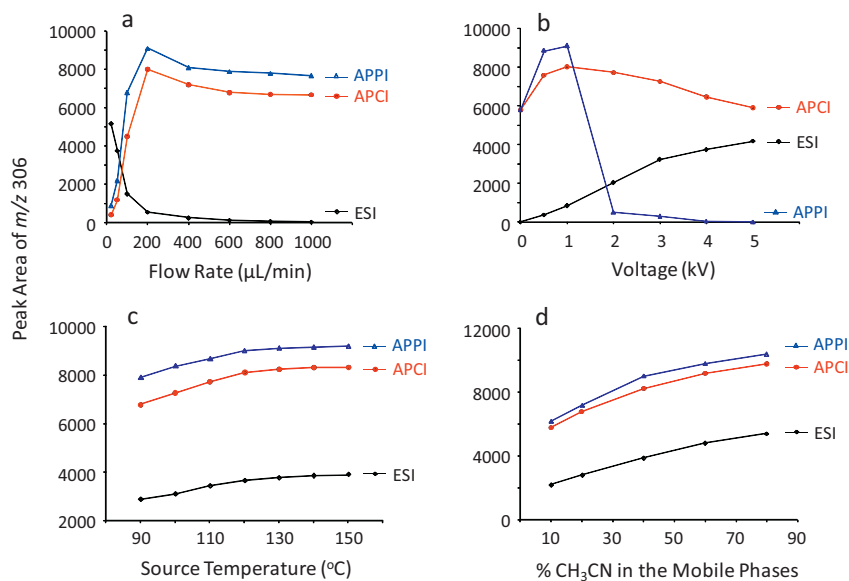 Peak Area of m/z 306
a
10000
8000
6000
4000
2000
0
0 200 400 600 800 1000
Flow Rate (µL/min)
APPI
APCI
ESI
b
10000
8000
6000
4000
2000
0
0 1 2 3 4 5
Voltage (kV)
APCI
ESI
APPI
c
10000
8000
6000
4000
2000
90 110 130 150
Source Temperature (°C)
APPI
APCI
ESI
d
12000
8000
4000
0
10 30 50 70 90
% CH₃CN in the Mobile Phases
APPI
APCI
ESI